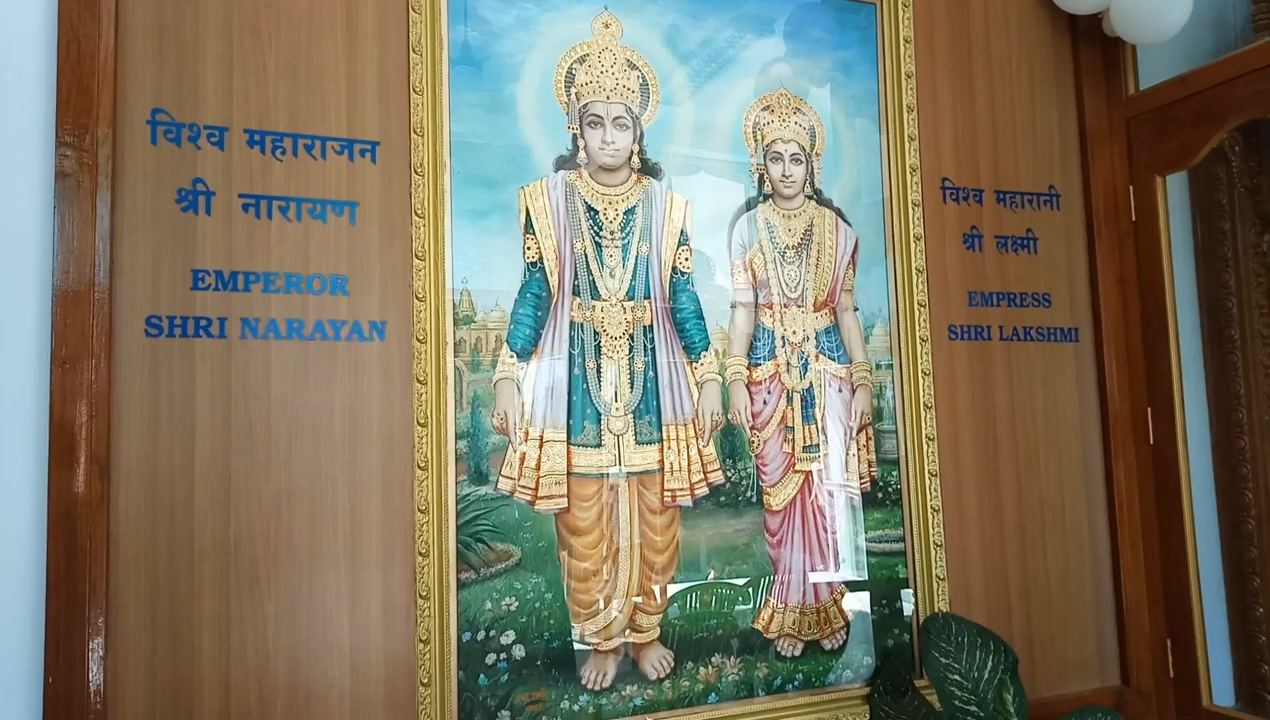 विश्व महाराजन
श्री नारायण
EMPEROR
SHRI NARAYAN
विश्व महारानी
श्री लक्ष्मी
EMPRESS
SHRI LAKSHMI